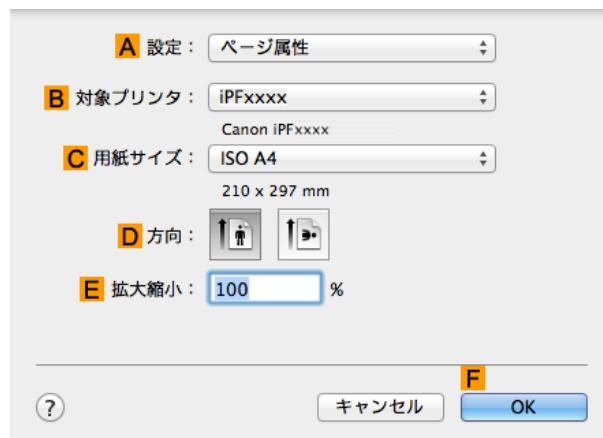 A 設定： ページ属性
B 対象プリンタ： iPFxxxx
Canon iPFxxxx
C 用紙サイズ： ISO A4
210 x 297 mm
D 方向：
E 拡大縮小： 100 %
F
? キャンセル OK